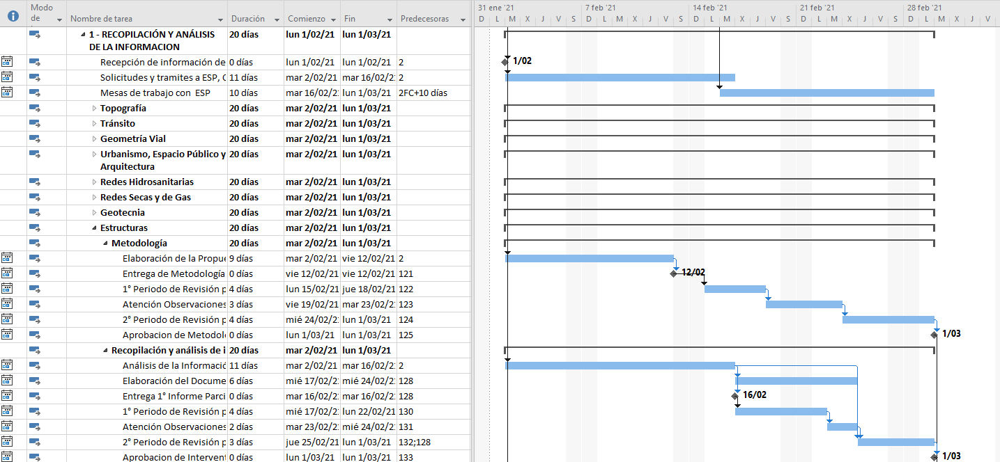 Modo de Nombre de tarea Duración Comienzo Fin Predecesoras
31 ene '21 7 feb '21 14 feb '21 21 feb '21 28 feb '21
D L M X J V S D L M X J V S D L M X J V S D L M X J V S D L M X J V
1 - RECOPILACIÓN Y ANÁLISIS DE LA INFORMACION 20 días lun 1/02/21 lun 1/03/21
Recepción de información de 0 días lun 1/02/21 lun 1/02/21 2 1/02
Solicitudes y tramites a ESP, 11 días mar 2/02/21 mar 16/02/2 2
Mesas de trabajo con ESP 10 días mar 16/02/2 lun 1/03/21 2FC+10 días
Topografía 20 días mar 2/02/21 lun 1/03/21
Tránsito 20 días mar 2/02/21 lun 1/03/21
Geometría Vial 20 días mar 2/02/21 lun 1/03/21
Urbanismo, Espacio Público y Arquitectura 20 días mar 2/02/21 lun 1/03/21
Redes Hidrosanitarias 20 días mar 2/02/21 lun 1/03/21
Redes Secas y de Gas 20 días mar 2/02/21 lun 1/03/21
Geotecnia 20 días mar 2/02/21 lun 1/03/21
Estructuras 20 días mar 2/02/21 lun 1/03/21
Metodología 20 días mar 2/02/21 lun 1/03/21
Elaboración de la Propue 9 días mar 2/02/21 vie 12/02/21 2
Entrega de Metodología 0 días vie 12/02/21 vie 12/02/21 121 12/02
1° Periodo de Revisión p 4 días lun 15/02/21 jue 18/02/21 122
Atención Observaciones 3 días vie 19/02/21 mar 23/02/2 123
2° Periodo de Revisión p 4 días mié 24/02/2 lun 1/03/21 124
Aprobacion de Metodol 0 días lun 1/03/21 lun 1/03/21 125 1/03
Recopilación y análisis de i 20 días mar 2/02/21 lun 1/03/21
Análisis de la Informació 11 días mar 2/02/21 mar 16/02/2 2
Elaboración del Docume 6 días mié 17/02/2 mié 24/02/2 128
Entrega 1° Informe Parci 0 días mar 16/02/2 mar 16/02/2 128 16/02
1° Periodo de Revisión p 4 días mié 17/02/2 lun 22/02/21 130
Atención Observaciones 2 días mar 23/02/2 mié 24/02/2 131
2° Periodo de Revisión p 3 días jue 25/02/21 lun 1/03/21 132;128
Aprobacion de Intervent 0 días lun 1/03/21 lun 1/03/21 133 1/03